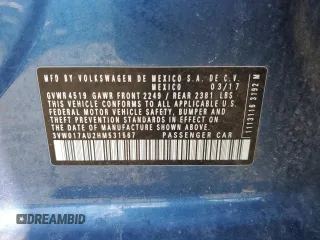 MFD BY VOLKSWAGEN DE MEXICO S.A. DE C.V.
MEXICO 03/17
GVWR 4519 GAWR FRONT 2249 / REAR 2381 LBS
THIS VEHICLE CONFORMS TO ALL APPLICABLE U.S.
FEDERAL MOTOR VEHICLE SAFETY, BUMPER, AND
THEFT PREVENTION STANDARDS IN EFFECT ON THE
DATE OF MANUFACTURE SHOWN ABOVE.
3VW017AU2HM531567 PASSENGER CAR
DREAMBID